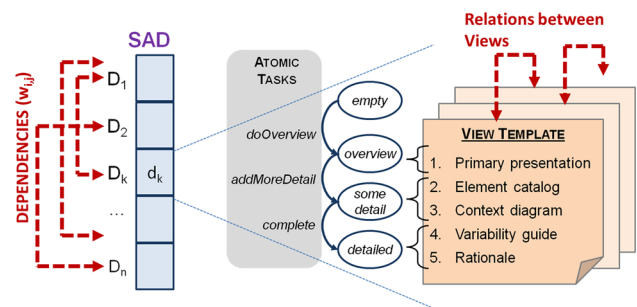 SAD
DEPENDENCIES (wi,j)
D1
D2
Dk
dk
...
Dn
ATOMIC
TASKS
doOverview
addMoreDetail
complete
empty
overview
some
detail
detailed
Relations between
Views
VIEW TEMPLATE
1. Primary presentation
2. Element catalog
3. Context diagram
4. Variability guide
5. Rationale